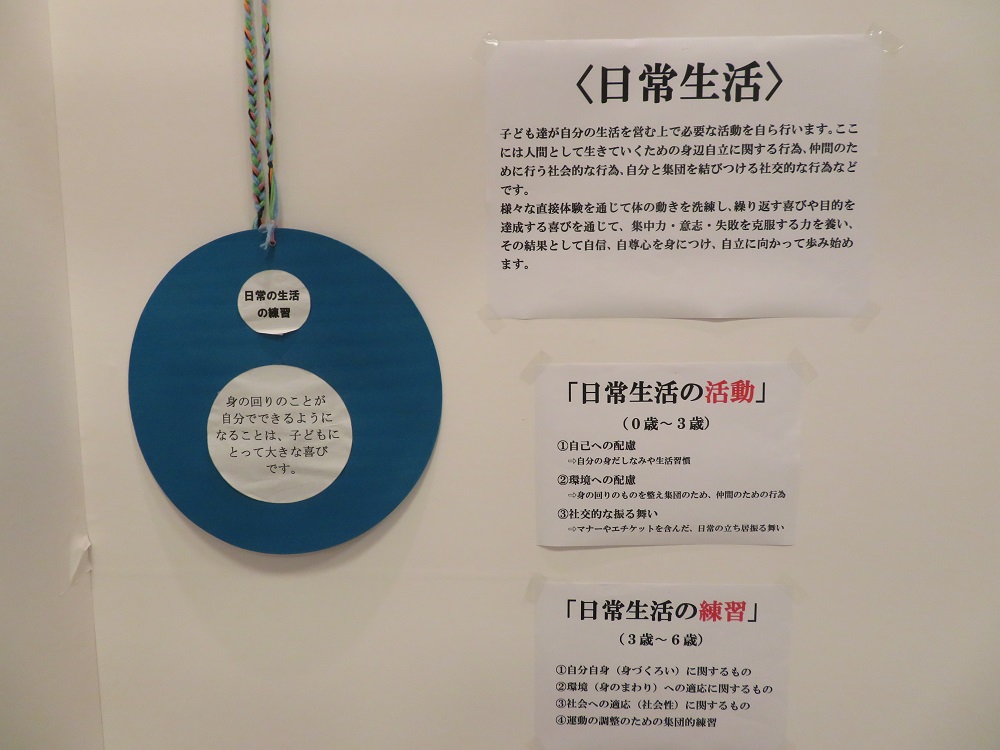 日常の生活
の練習
身の回りのことが
自分でできるように
なることは、子どもに
とって大きな喜び
です。
〈日常生活〉
子ども達が自分の生活を営む上で必要な活動を自ら行います。ここ
には人間として生きていくための身辺自立に関する行為、仲間のた
めに行う社会的な行為、自分と集団を結びつける社交的な行為など
です。
様々な直接体験を通じて体の動きを洗練し、繰り返す喜びや目的を
達成する喜びを通じて、集中力・意志・失敗を克服する力を養い、
その結果として自信、自尊心を身につけ、自立に向かって歩み始め
ます。
「日常生活の活動」
（０歳～３歳）
①自己への配慮
⇨自分の身だしなみや生活習慣
②環境への配慮
⇨身の回りのものを整え集団のため、仲間のための行為
③社交的な振る舞い
⇨マナーやエチケットを含んだ、日常の立ち居振る舞い
「日常生活の練習」
（３歳～６歳）
①自分自身（身づくろい）に関するもの
②環境（身のまわり）への適応に関するもの
③社会への適応（社会性）に関するもの
④運動の調整のための集団的練習